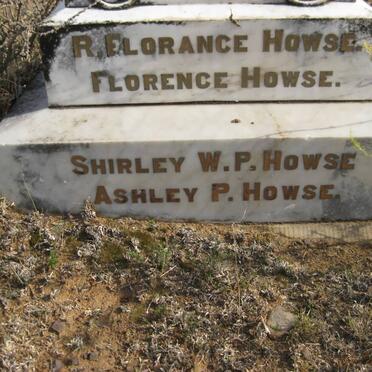 R. Florance Howse.
Florence Howse.
Shirley W.P. Howse
Ashley P. Howse.